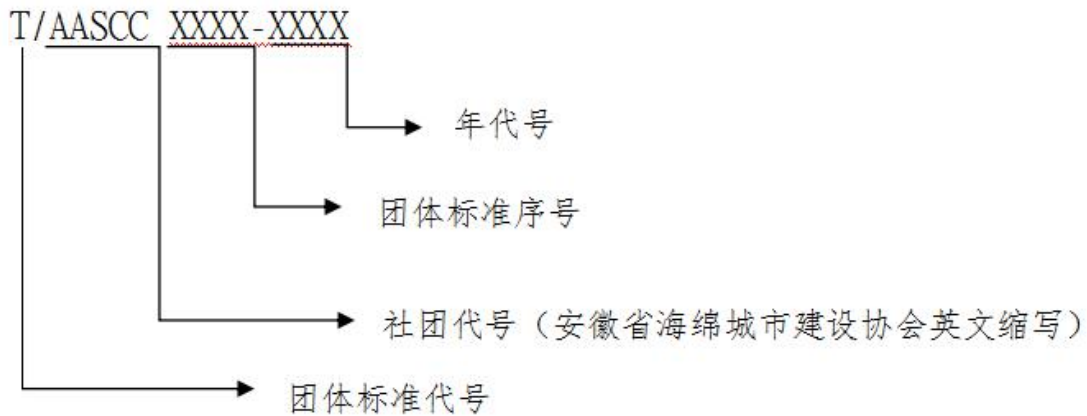 T/AASCC XXXX-XXXX
年代号
团体标准序号
社团代号（安徽省海绵城市建设协会英文缩写）
团体标准代号